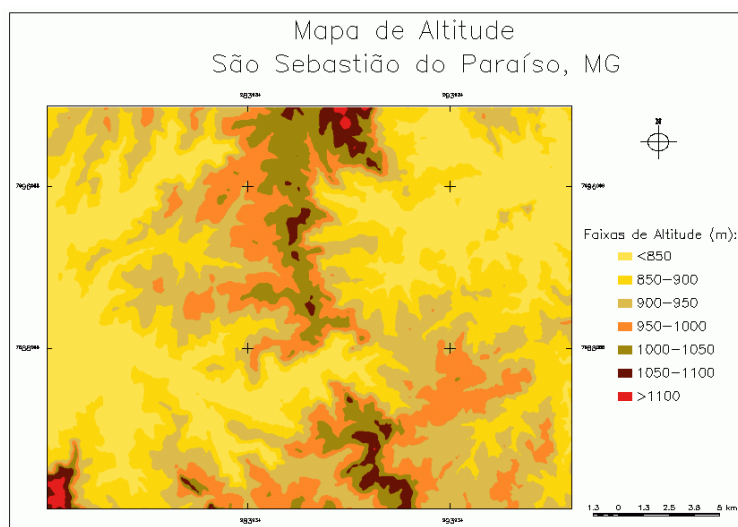 Mapa de Altitude
São Sebastião do Paraíso, MG
N
Faixas de Altitude (m):
<850
850-900
900-950
950-1000
1000-1050
1050-1100
>1100
1.3 0 1.3 2.5 3.8 5 km